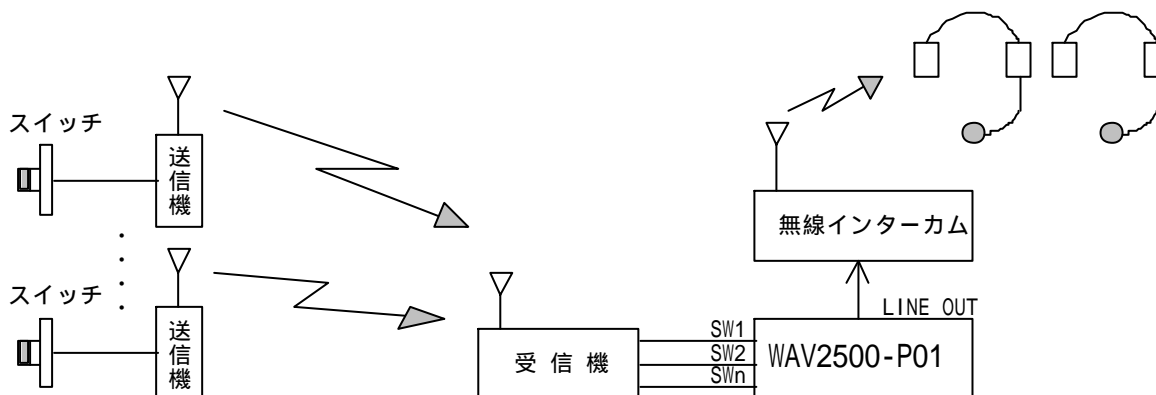 スイッチ
送信機
スイッチ
送信機
受信機
SW1
SW2
SWn
WAV2500-P01
LINE OUT
無線インターカム